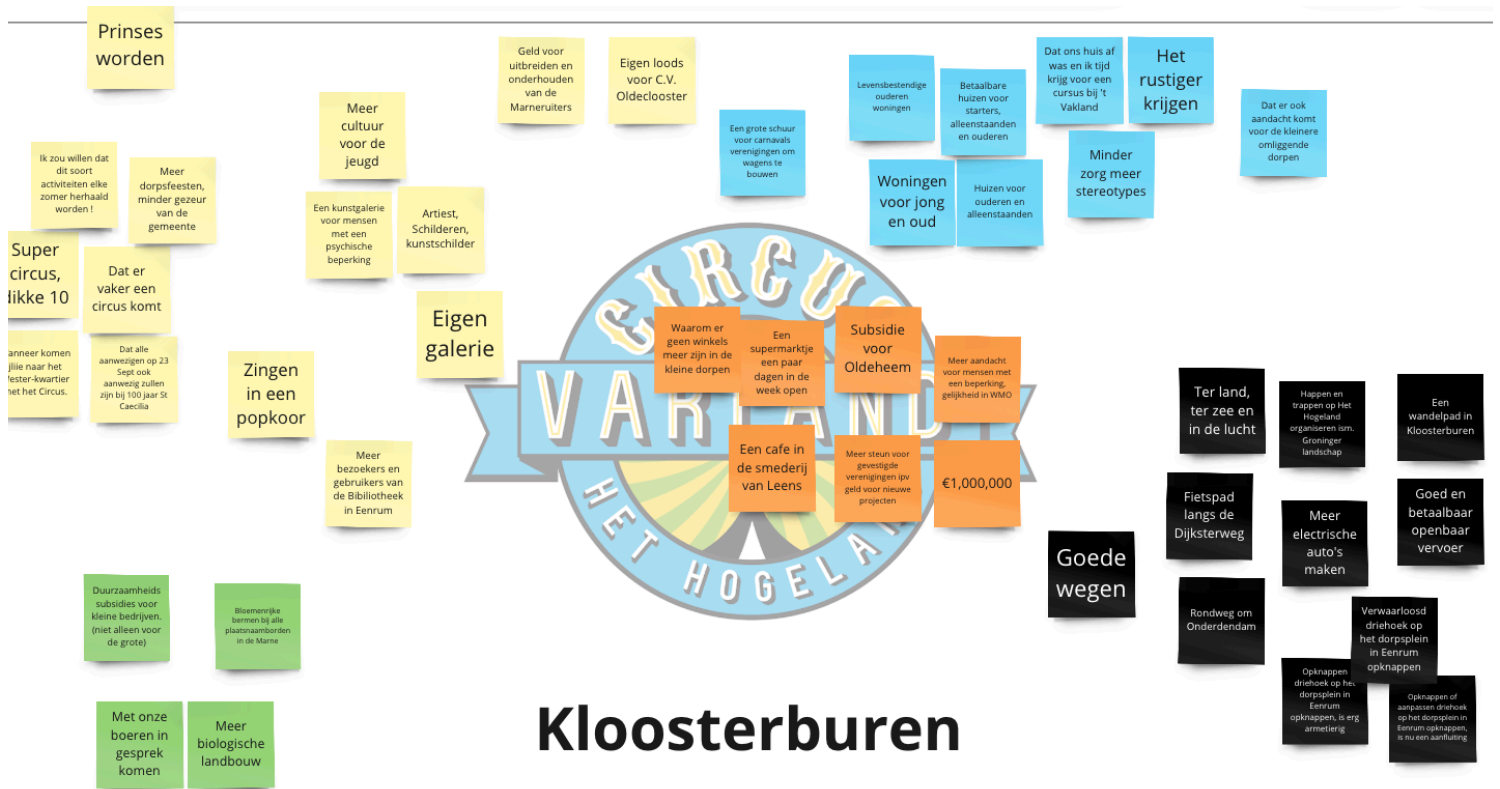 Prinses
worden
Ik zou willen dat
dit soort
activiteiten elke
zomer herhaald
worden !
Meer
dorpsfeesten,
minder gezeur
van de
gemeente
Super
circus,
dikke 10
Dat er
vaker een
circus komt
komen
naar het
met het Circus.
Dat alle
aanwezigen op 23
Sept ook
aanwezig zullen
zijn bij 100 jaar St
Caecilia
Meer
cultuur
voor de
jeugd
Een kunstgalerie
voor mensen
met een
psychische
beperking
Artiest,
Schilderen,
kunstschilder
Eigen
galerie
Zingen
in een
popkoor
Meer
bezoekers en
gebruikers van
de Bibiliotheek
in Eenrum
Geld voor
uitbreiden en
onderhouden
van de
Marneruiters
Eigen loods
voor C.V.
Oldeclooster
Een grote schuur
voor carnavals
verenigingen om
wagens te
bouwen
Levensbestendige
ouderen
woningen
Betaalbare
huizen voor
starters,
alleenstaanden
en ouderen
Dat ons huis af
was en ik tijd
krijg voor een
cursus bij 't
Vakland
Het
rustiger
krijgen
Woningen
voor jong
en oud
Huizen voor
ouderen en
alleenstaanden
Minder
zorg meer
stereotypes
Dat er ook
aandacht komt
voor de kleinere
omliggende
dorpen
CIRCUS
VARIAND
HET HOGELAN
Waarom er
geen winkels
meer zijn in de
kleine dorpen
Een
supermarktje
een paar
dagen in de
week open
Subsidie
voor
Oldeheem
Meer aandacht
voor mensen met
een beperking,
gelijkheid in WMO
Een cafe in
de smederij
van Leens
Meer steun voor
gevestigde
verenigingen ipv
geld voor nieuwe
projecten
€1,000,000
Goede
wegen
Ter land,
ter zee en
in de lucht
Happen en
trappen op Het
Hogeland
organiseren ism.
Groninger
landschap
Een
wandelpad in
Kloosterburen
Fietspad
langs de
Dijksterweg
Meer
electrische
auto's
maken
Goed en
betaalbaar
openbaar
vervoer
Rondweg om
Onderdendam
Verwaarloosd
driehoek op
het dorpsplein
in Eenrum
opknappen
Opknappen
driehoek op het
dorpsplein in
Eenrum
opknappen, is erg
armetierig
Opknappen of
aanpassen driehoek
op het dorpsplein in
Eenrum opknappen,
is nu een aanfluiting
Duurzaamheids
subsidies voor
kleine bedrijven.
(niet alleen voor
de grote)
Bloemenrijke
bermen bij alle
plaatsnaamborden
in de Marne
Met onze
boeren in
gesprek
komen
Meer
biologische
landbouw
Kloosterburen